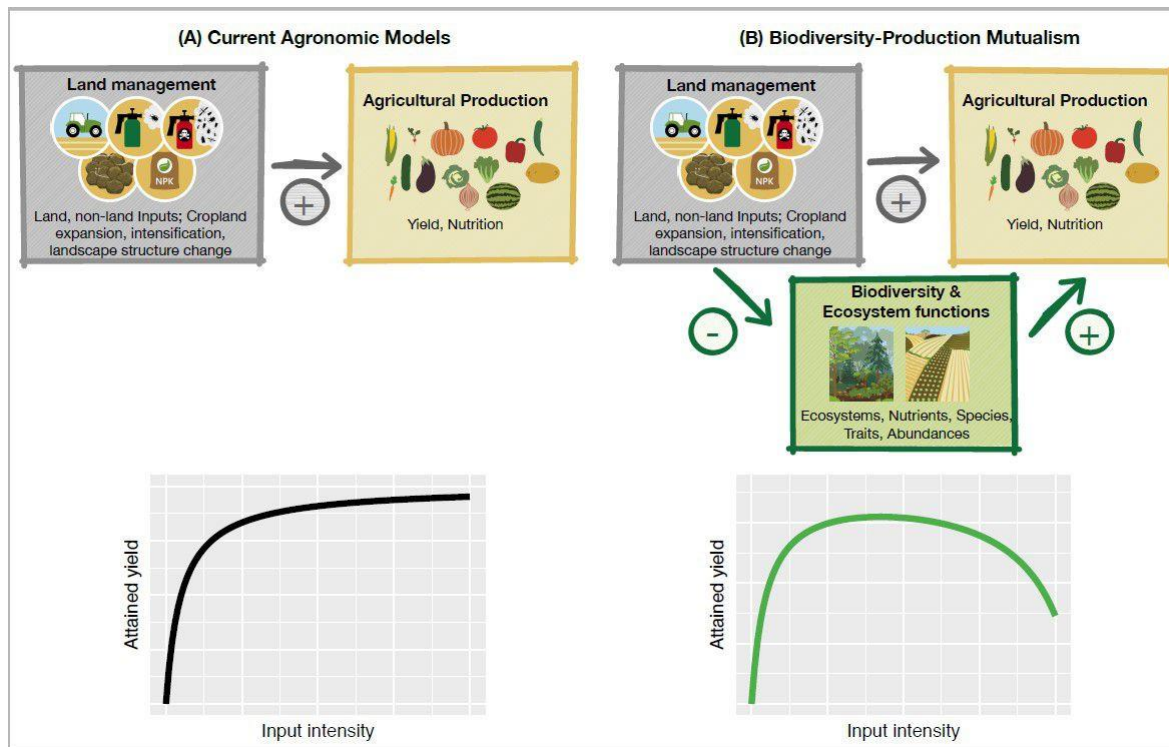 (A) Current Agronomic Models
Land management
NPK
Land, non-land Inputs; Cropland
expansion, intensification,
landscape structure change
+
Agricultural Production
Yield, Nutrition
Attained yield
Input intensity
(B) Biodiversity-Production Mutualism
Land management
NPK
Land, non-land Inputs; Cropland
expansion, intensification,
landscape structure change
+
Agricultural Production
Yield, Nutrition
-
Biodiversity &
Ecosystem functions
Ecosystems, Nutrients, Species,
Traits, Abundances
+
Attained yield
Input intensity